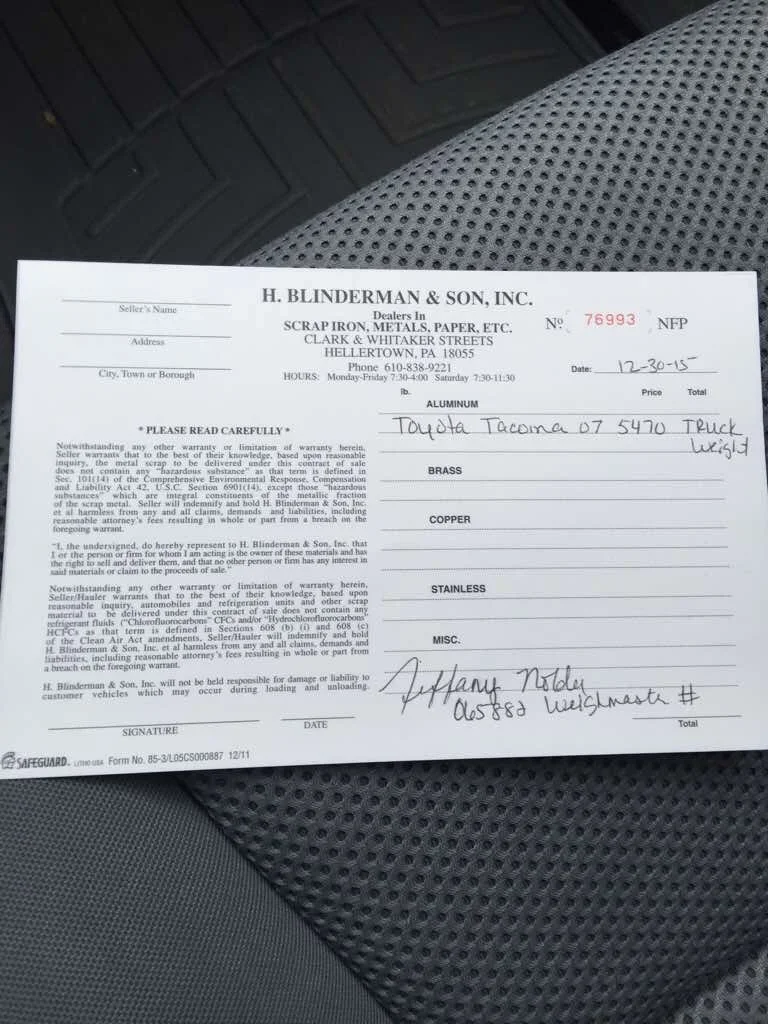 H. BLINDERMAN & SON, INC.
Dealers In
SCRAP IRON, METALS, PAPER, ETC.
CLARK & WHITAKER STREETS
HELLERTOWN, PA 18055
Phone 610-838-9221
HOURS: Monday-Friday 7:30-4:00 Saturday 7:30-11:30
Seller's Name
Address
City, Town or Borough
Nº 76993 NFP
Date: 12-30-15
lb. Price Total
ALUMINUM
Toyota Tacoma 07 5470 Truck
Weight
BRASS
COPPER
STAINLESS
MISC.
Tiffany Nolde
065882 Weighmaster #
Total
* PLEASE READ CAREFULLY *
Notwithstanding any other warranty or limitation of warranty herein,
Seller warrants that to the best of their knowledge, based upon reasonable
inquiry, the metal scrap to be delivered under this contract of sale
does not contain any "hazardous substance" as that term is defined in
Sec. 101(14) of the Comprehensive Environmental Response, Compensation
and Liability Act 42, U.S.C. Section 6901(14), except those "hazardous
substances" which are integral constituents of the metallic fraction
of the scrap metal. Seller will indemnify and hold H. Blinderman & Son, Inc.
et al harmless from any and all claims, demands and liabilities, including
reasonable attorney's fees resulting in whole or part from a breach on the
foregoing warrant.
"I, the undersigned, do hereby represent to H. Blinderman & Son, Inc. that
I or the person or firm for whom I am acting is the owner of these materials and has
the right to sell and deliver them, and that no other person or firm has any interest in
said materials or claim to the proceeds of sale."
Notwithstanding any other warranty or limitation of warranty herein,
Seller/Hauler warrants that to the best of their knowledge, based upon
reasonable inquiry, automobiles and refrigeration units and other scrap
material to be delivered under this contract of sale does not contain any
refrigerant fluids ("Chlorofluorocarbons" CFCs and/or "Hydrochlorofluorocarbons"
HCFCs as that term is defined in Sections 608 (b) (i) and 608 (c)
of the Clean Air Act amendments. Seller/Hauler will indemnify and hold
H. Blinderman & Son, Inc. et al harmless from any and all claims, demands and
liabilities, including reasonable attorney's fees resulting in whole or part from
a breach on the foregoing warrant.
H. Blinderman & Son, Inc. will not be held responsible for damage or liability to
customer vehicles which may occur during loading and unloading.
SIGNATURE DATE
SAFEGUARD. LITHO USA Form No. 85-3/L05CS000887 12/11